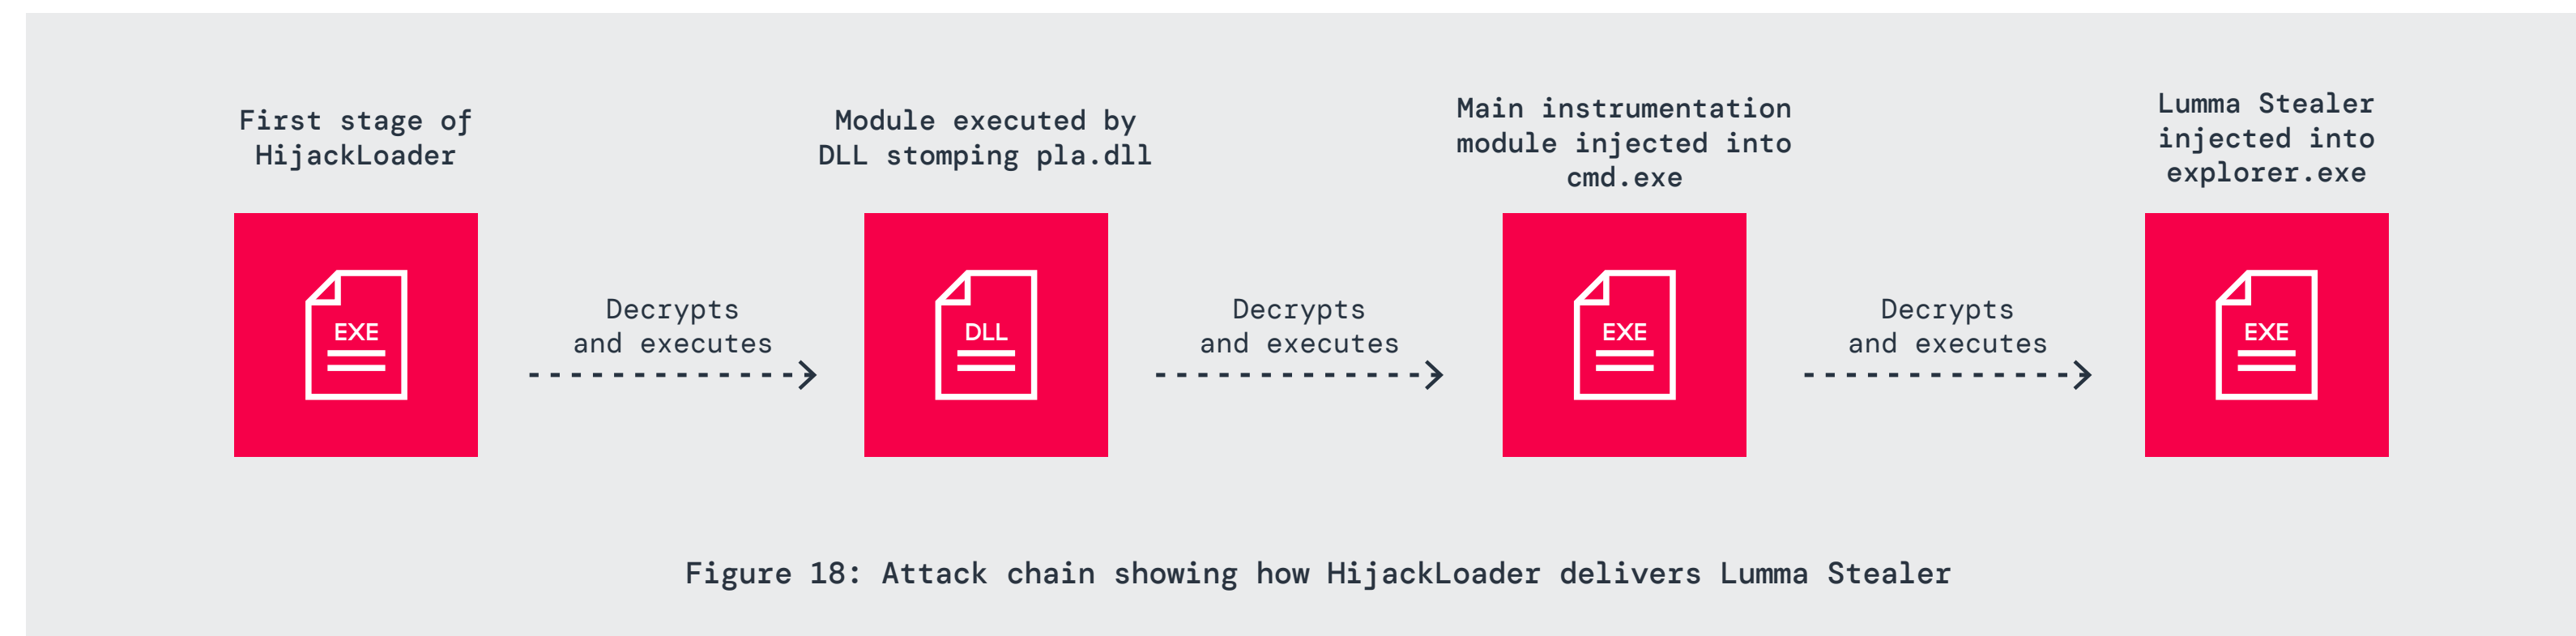 First stage of
HijackLoader
Module executed by
DLL stomping pla.dll
Main instrumentation
module injected into
cmd.exe
Lumma Stealer
injected into
explorer.exe
EXE
Decrypts
and executes
DLL
Decrypts
and executes
EXE
Decrypts
and executes
EXE
Figure 18: Attack chain showing how HijackLoader delivers Lumma Stealer